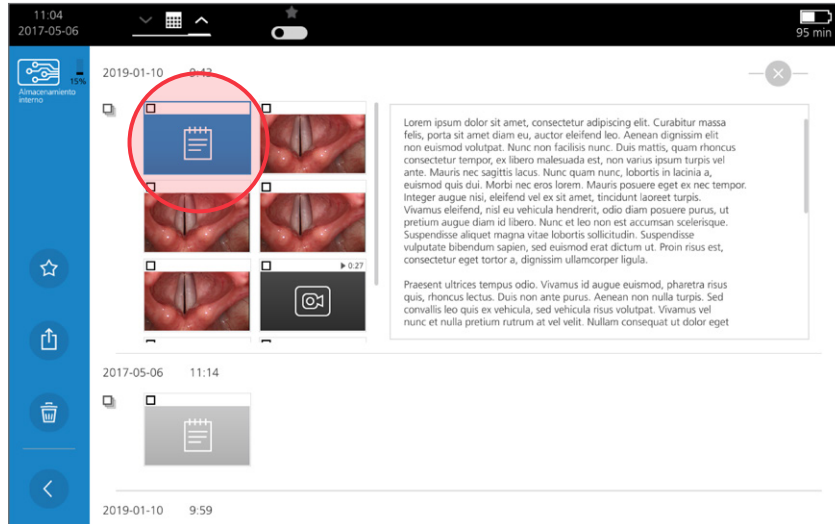 11:04
2017-05-06
95 min
15%
Almacenamiento
interno
2019-01-10 9:43
0:27
Lorem ipsum dolor sit amet, consectetur adipiscing elit. Curabitur massa
felis, porta sit amet diam eu, auctor eleifend leo. Aenean dignissim elit
non euismod volutpat. Nunc non facilisis nunc. Duis mattis, quam rhoncus
consectetur tempor, ex libero malesuada est, non varius ipsum turpis vel
ante. Mauris nec sagittis lacus. Nunc quam nunc, lobortis in lacinia a,
euismod quis dui. Morbi nec eros lorem. Mauris posuere eget ex nec tempor.
Integer augue nisi, eleifend vel ex sit amet, tincidunt laoreet turpis.
Vivamus eleifend, nisl eu vehicula hendrerit, odio diam posuere purus, ut
pretium augue diam id libero. Nunc et leo non est accumsan scelerisque.
Suspendisse aliquet magna vitae lobortis sollicitudin. Suspendisse
vulputate bibendum sapien, sed euismod erat dictum ut. Proin risus est,
consectetur eget tortor a, dignissim ullamcorper ligula.
Praesent ultrices tempus odio. Vivamus id augue euismod, pharetra risus
quis, rhoncus lectus. Duis non ante purus. Aenean non nulla turpis. Sed
convallis leo quis ex vehicula, sed vehicula risus volutpat. Vivamus vel
nunc et nulla pretium rutrum at vel velit. Nullam consequat ut dolor eget
2017-05-06 11:14
2019-01-10 9:59